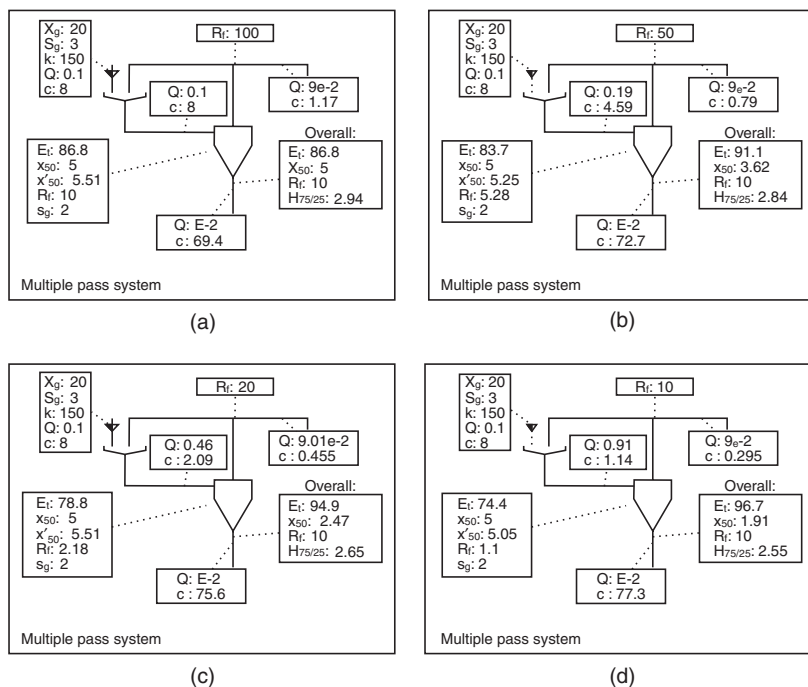 Xg: 20
Sg: 3
k: 150
Q: 0.1
c: 8
Rf: 100
Q: 0.1
c: 8
Q: 9e-2
c: 1.17
Et: 86.8
x50: 5
x′50: 5.51
Rf: 10
sg: 2
Overall:
Et: 86.8
X50: 5
Rf: 10
H75/25: 2.94
Q: E-2
c: 69.4
Multiple pass system
(a)
Xg: 20
Sg: 3
k: 150
Q: 0.1
c: 8
Rf: 50
Q: 0.19
c: 4.59
Q: 9e-2
c : 0.79
Et: 83.7
x50: 5
x′50: 5.25
Rf: 5.28
sg: 2
Overall:
Et: 91.1
x50: 3.62
Rf: 10
H75/25: 2.84
Q: E-2
c : 72.7
Multiple pass system
(b)
Xg: 20
Sg: 3
k: 150
Q: 0.1
c: 8
Rf: 20
Q: 0.46
c : 2.09
Q: 9.01e-2
c : 0.455
Et: 78.8
x50: 5
x′50: 5.51
Rf: 2.18
sg: 2
Overall:
Et: 94.9
x50: 2.47
Rf: 10
H75/25: 2.65
Q: E-2
c : 75.6
Multiple pass system
(c)
Xg: 20
Sg: 3
k: 150
Q: 0.1
c: 8
Rf: 10
Q: 0.91
c : 1.14
Q: 9e-2
c : 0.295
Et: 74.4
x50: 5
x′50: 5.05
Rf: 1.1
sg: 2
Overall:
Et: 96.7
x50: 1.91
Rf: 10
H75/25: 2.55
Q: E-2
c : 77.3
Multiple pass system
(d)